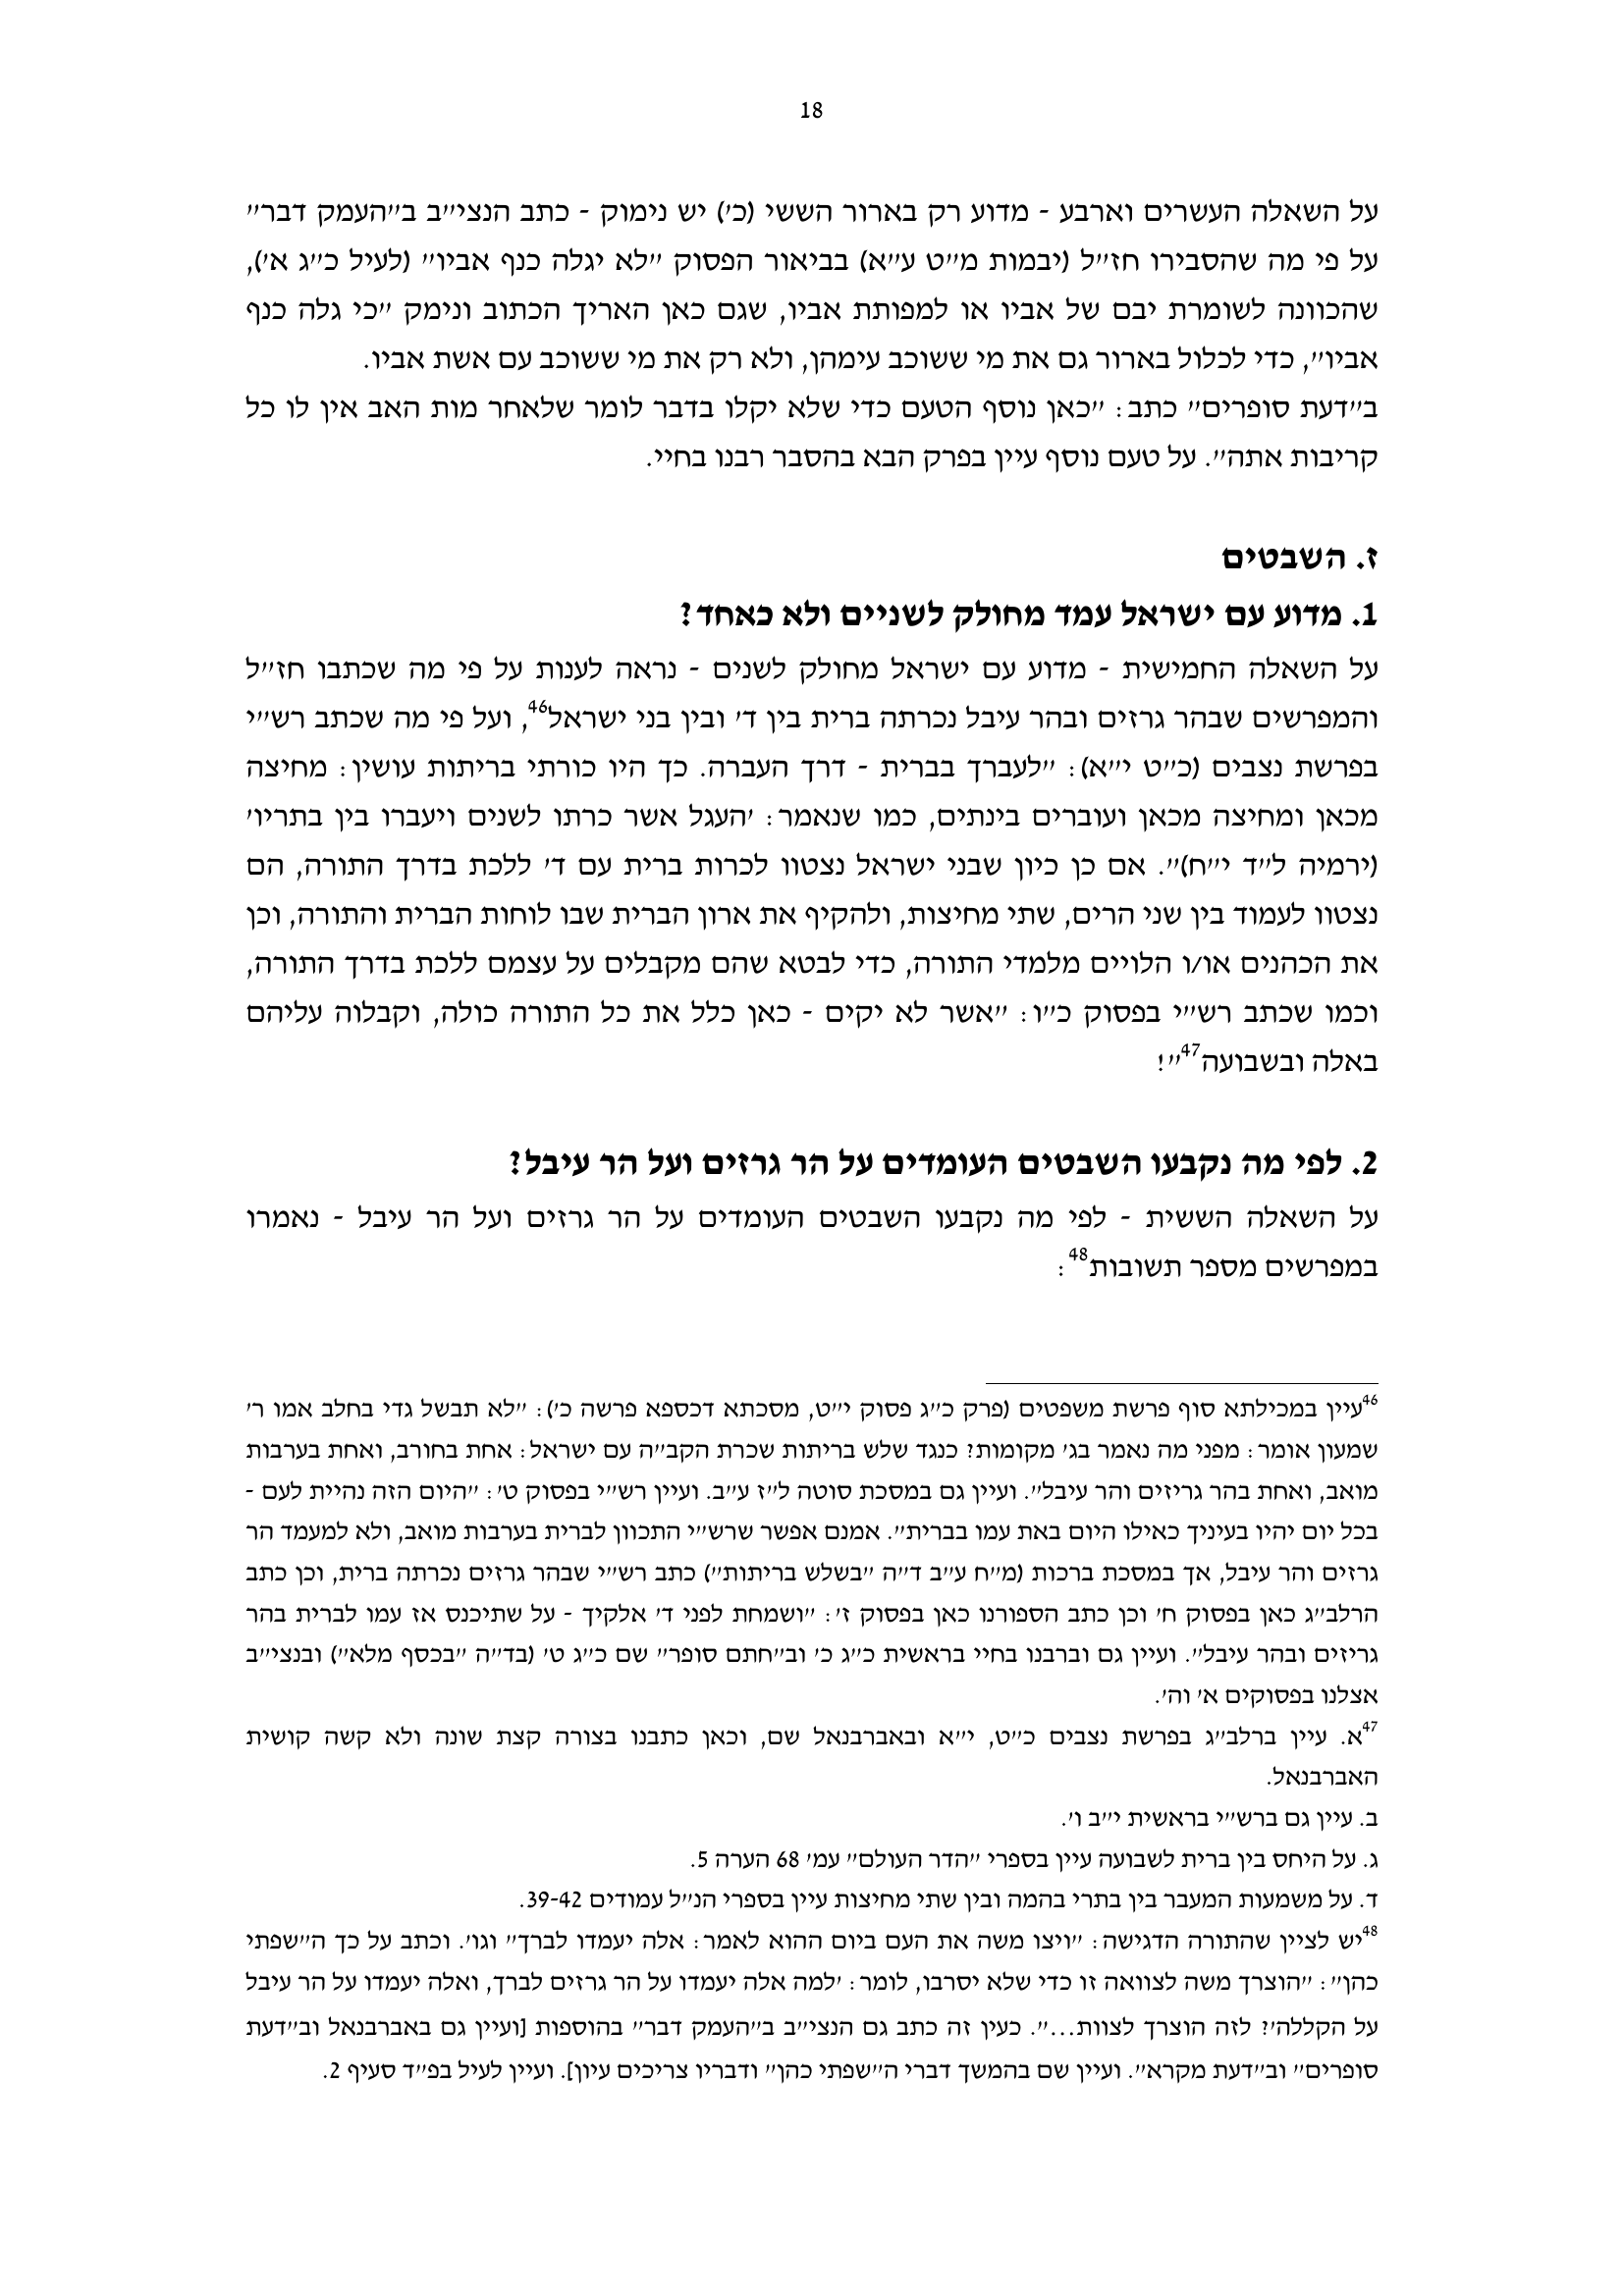 18
על השאלה העשרים וארבע - מדוע רק בארור הששי (כ') יש נימוק - כתב הנצי"ב ב"העמק דבר"
על פי מה שהסבירו חז"ל (יבמות מ"ט ע"א) בביאור הפסוק "לא יגלה כנף אביו" (לעיל כ"ג א'),
שהכוונה לשומרת יבם של אביו או למפותת אביו, שגם כאן האריך הכתוב ונימק "כי גלה כנף
אביו", כדי לכלול בארור גם את מי ששוכב עימהן, ולא רק את מי ששוכב עם אשת אביו.
ב"דעת סופרים" כתב: "כאן נוסף הטעם כדי שלא יקלו בדבר לומר שלאחר מות האב אין לו כל
קריבות אתה". על טעם נוסף עיין בפרק הבא בהסבר רבנו בחיי.
ז. השבטים
1. מדוע עם ישראל עמד מחולק לשניים ולא כאחד?
על השאלה החמישית - מדוע עם ישראל מחולק לשנים - נראה לענות על פי מה שכתבו חז"ל
והמפרשים שבהר גרזים ובהר עיבל נכרתה ברית בין ד' ובין בני ישראל46, ועל פי מה שכתב רש"י
בפרשת נצבים (כ"ט י"א): "לעברך בברית - דרך העברה. כך היו כורתי בריתות עושין: מחיצה
מכאן ומחיצה מכאן ועוברים בינתים, כמו שנאמר: 'העגל אשר כרתו לשנים ויעברו בין בתריו'
(ירמיה ל"ד י"ח)". אם כן כיון שבני ישראל נצטוו לכרות ברית עם ד' ללכת בדרך התורה, הם
נצטוו לעמוד בין שני הרים, שתי מחיצות, ולהקיף את ארון הברית שבו לוחות הברית והתורה, וכן
את הכהנים או/ו הלויים מלמדי התורה, כדי לבטא שהם מקבלים על עצמם ללכת בדרך התורה,
וכמו שכתב רש"י בפסוק כ"ו: "אשר לא יקים - כאן כלל את כל התורה כולה, וקבלוה עליהם
באלה ובשבועה47"!
2. לפי מה נקבעו השבטים העומדים על הר גרזים ועל הר עיבל?
על השאלה הששית - לפי מה נקבעו השבטים העומדים על הר גרזים ועל הר עיבל - נאמרו
במפרשים מספר תשובות48:
46עיין במכילתא סוף פרשת משפטים (פרק כ"ג פסוק י"ט, מסכתא דכספא פרשה כ'): "לא תבשל גדי בחלב אמו ר'
שמעון אומר: מפני מה נאמר בג' מקומות? כנגד שלש בריתות שכרת הקב"ה עם ישראל: אחת בחורב, ואחת בערבות
מואב, ואחת בהר גריזים והר עיבל". ועיין גם במסכת סוטה ל"ז ע"ב. ועיין רש"י בפסוק ט': "היום הזה נהיית לעם -
בכל יום יהיו בעיניך כאילו היום באת עמו בברית". אמנם אפשר שרש"י התכוון לברית בערבות מואב, ולא למעמד הר
גרזים והר עיבל, אך במסכת ברכות (מ"ח ע"ב ד"ה "בשלש בריתות") כתב רש"י שבהר גרזים נכרתה ברית, וכן כתב
הרלב"ג כאן בפסוק ח' וכן כתב הספורנו כאן בפסוק ז': "ושמחת לפני ד' אלקיך - על שתיכנס אז עמו לברית בהר
גריזים ובהר עיבל". ועיין גם וברבנו בחיי בראשית כ"ג כ' וב"חתם סופר" שם כ"ג ט' (בד"ה "בכסף מלא") ובנצי"ב
אצלנו בפסוקים א' וה'.
47א. עיין ברלב"ג בפרשת נצבים כ"ט, י"א ובאברבנאל שם, וכאן כתבנו בצורה קצת שונה ולא קשה קושית
האברבנאל.
ב. עיין גם ברש"י בראשית י"ב ו'.
ג. על היחס בין ברית לשבועה עיין בספרי "הדר העולם" עמ' 68 הערה 5.
ד. על משמעות המעבר בין בתרי בהמה ובין שתי מחיצות עיין בספרי הנ"ל עמודים 39-42.
48יש לציין שהתורה הדגישה: "ויצו משה את העם ביום ההוא לאמר: אלה יעמדו לברך" וגו'. וכתב על כך ה"שפתי
כהן": "הוצרך משה לצוואה זו כדי שלא יסרבו, לומר: 'למה אלה יעמדו על הר גרזים לברך, ואלה יעמדו על הר עיבל
על הקללה'? לזה הוצרך לצוות...". כעין זה כתב גם הנצי"ב ב"העמק דבר" בהוספות [ועיין גם באברבנאל וב"דעת
סופרים" וב"דעת מקרא". ועיין שם בהמשך דברי ה"שפתי כהן" ודבריו צריכים עיון]. ועיין לעיל בפ"ד סעיף 2.